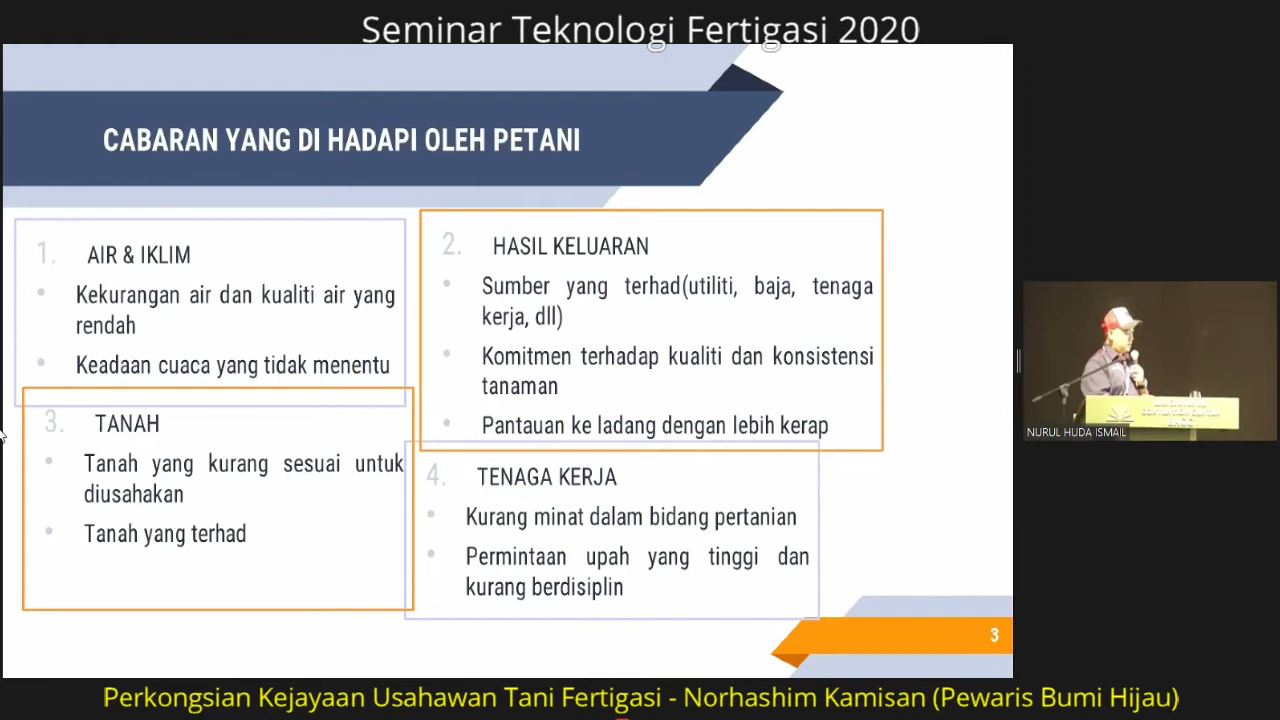 Seminar Teknologi Fertigasi 2020
CABARAN YANG DI HADAPI OLEH PETANI
1. AIR & IKLIM
• Kekurangan air dan kualiti air yang
rendah
• Keadaan cuaca yang tidak menentu
2. HASIL KELUARAN
• Sumber yang terhad(utiliti, baja, tenaga
kerja, dll)
• Komitmen terhadap kualiti dan konsistensi
tanaman
• Pantauan ke ladang dengan lebih kerap
3. TANAH
• Tanah yang kurang sesuai untuk
diusahakan
• Tanah yang terhad
4. TENAGA KERJA
• Kurang minat dalam bidang pertanian
• Permintaan upah yang tinggi dan
kurang berdisiplin
3
NURUL HUDA ISMAIL
Perkongsian Kejayaan Usahawan Tani Fertigasi - Norhashim Kamisan (Pewaris Bumi Hijau)